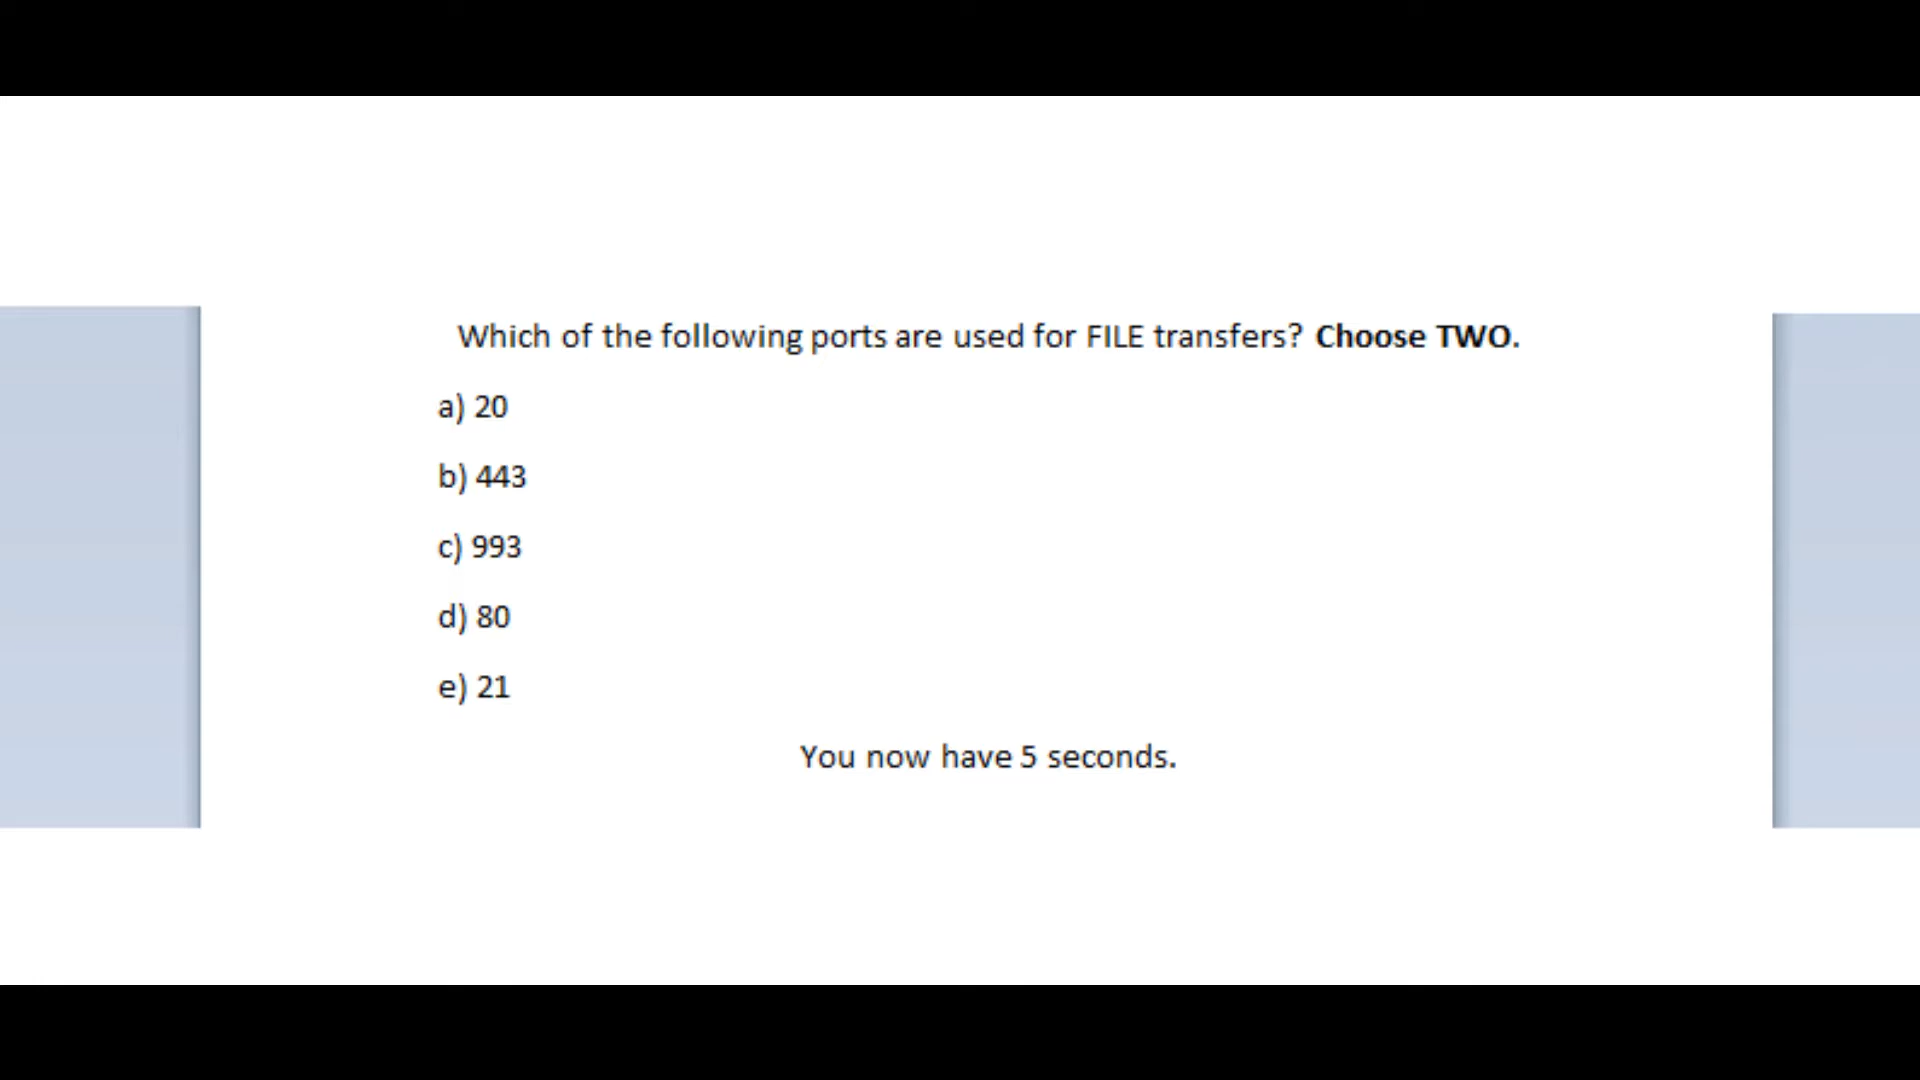 Which of the following ports are used for FILE transfers? Choose TWO.
a) 20
b) 443
c) 993
d) 80
e) 21
You now have 5 seconds.